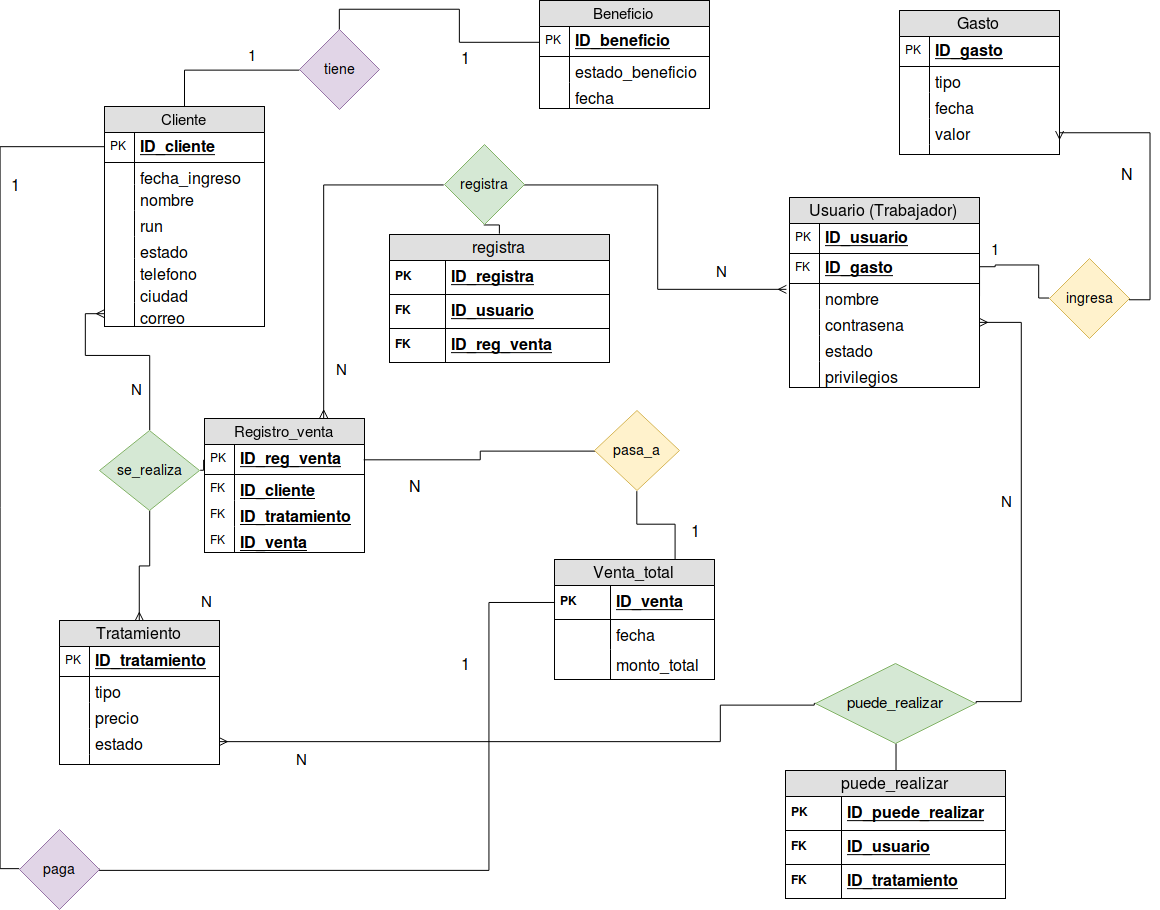 Beneficio
PK ID_beneficio
estado_beneficio
fecha
Gasto
PK ID_gasto
tipo
fecha
valor
tiene
1
1
Cliente
PK ID_cliente
fecha_ingreso
nombre
run
estado
telefono
ciudad
correo
1
registra
registra
PK ID_registra
FK ID_usuario
FK ID_reg_venta
N
N
Usuario (Trabajador)
PK ID_usuario
FK ID_gasto
nombre
contrasena
estado
privilegios
1
ingresa
N
N
se_realiza
Registro_venta
PK ID_reg_venta
FK ID_cliente
FK ID_tratamiento
FK ID_venta
N
pasa_a
1
N
N
Venta_total
PK ID_venta
fecha
monto_total
1
Tratamiento
PK ID_tratamiento
tipo
precio
estado
N
puede_realizar
puede_realizar
PK ID_puede_realizar
FK ID_usuario
FK ID_tratamiento
paga